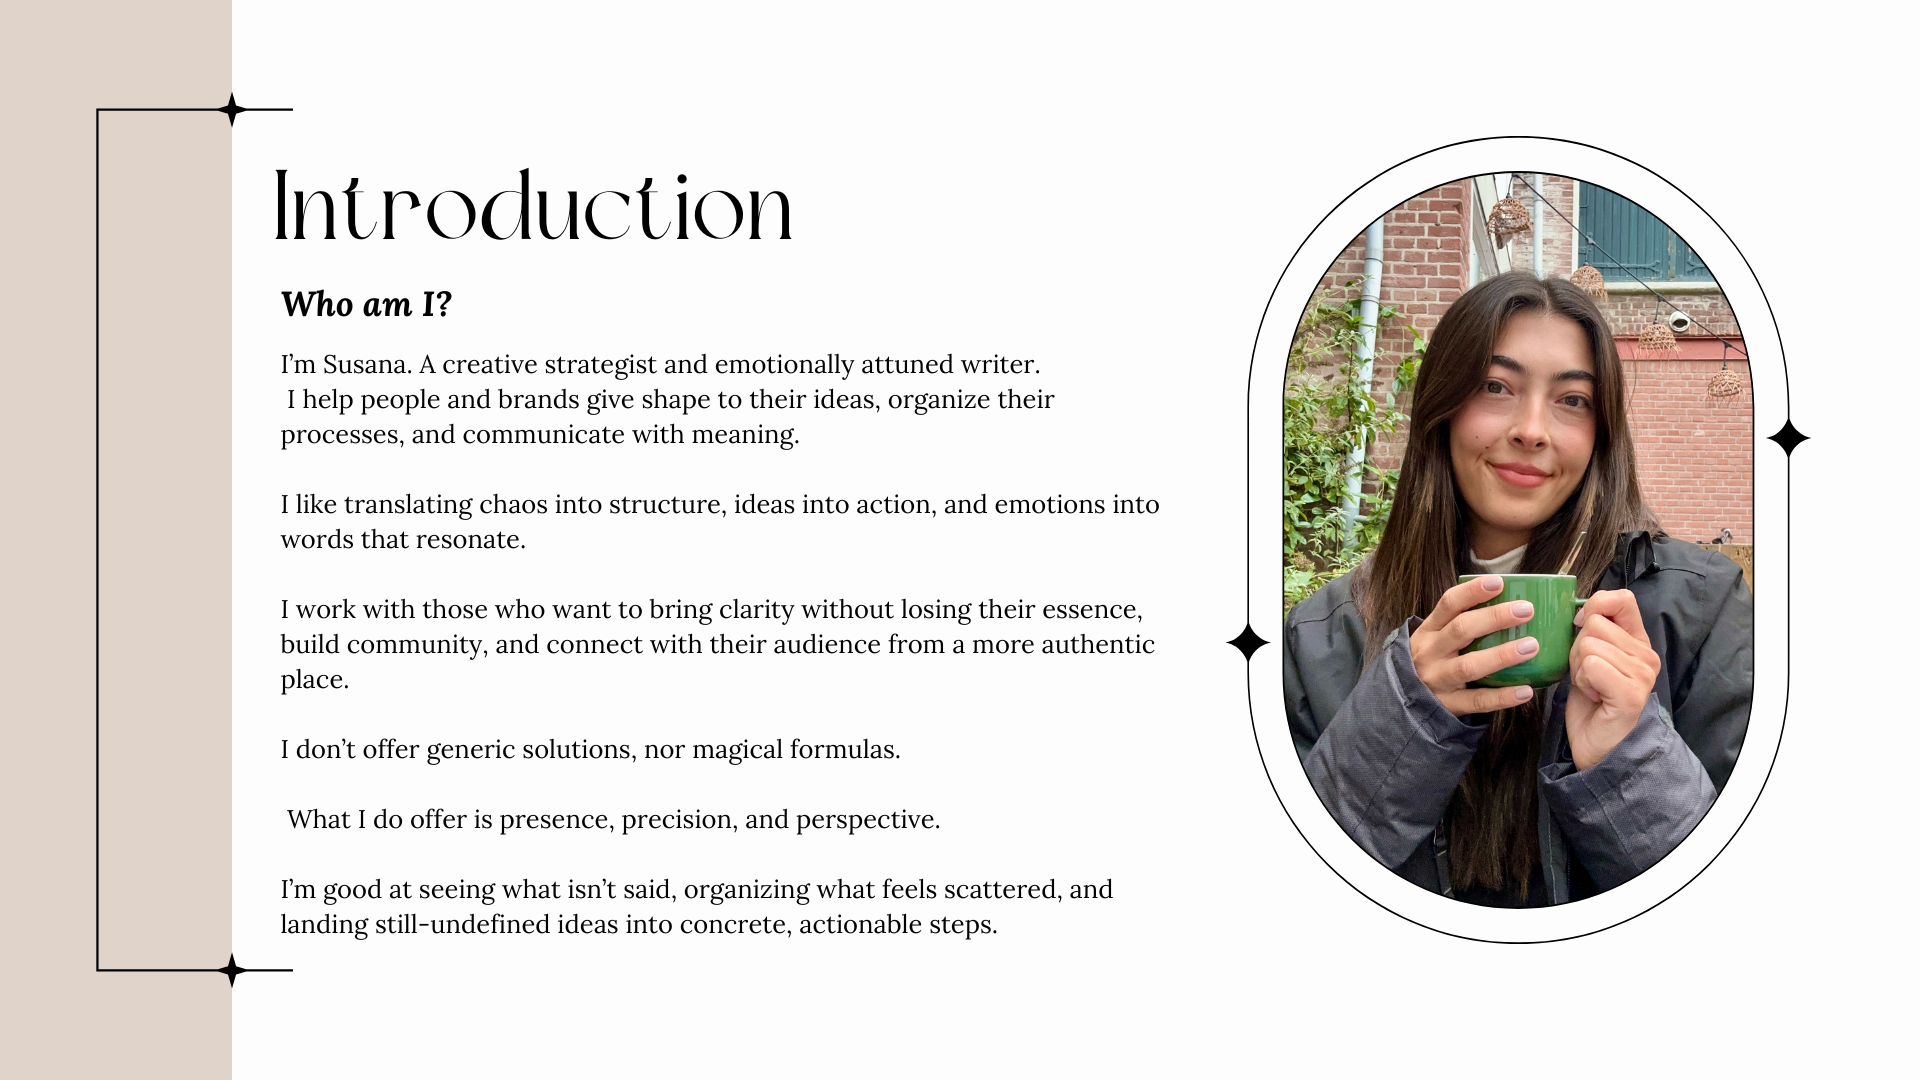 Introduction
Who am I?
I’m Susana. A creative strategist and emotionally attuned writer.
I help people and brands give shape to their ideas, organize their
processes, and communicate with meaning.
I like translating chaos into structure, ideas into action, and emotions into
words that resonate.
I work with those who want to bring clarity without losing their essence,
build community, and connect with their audience from a more authentic
place.
I don’t offer generic solutions, nor magical formulas.
What I do offer is presence, precision, and perspective.
I’m good at seeing what isn’t said, organizing what feels scattered, and
landing still-undefined ideas into concrete, actionable steps.